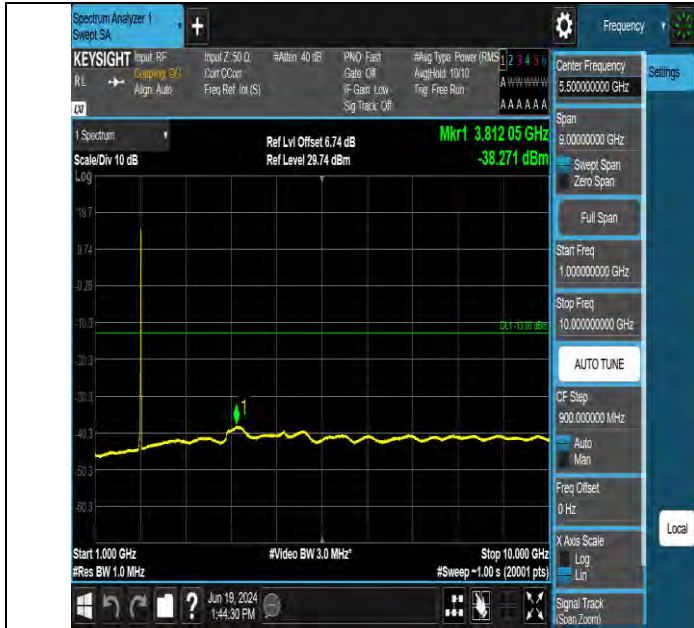 Spectrum Analyzer 1
Swept SA
+
Frequency
KEYSIGHT
RL
LXI
Input: RF
Coupling: DC
Align: Auto
Input Z: 50 Ω
Corr CCorr
Freq Ref: Int (S)
#Atten: 40 dB
PNO: Fast
Gate: Off
IF Gain: Low
Sig Track: Off
#Avg Type: Power (RMS
Avg|Hold: 10/10
Trig: Free Run
1 2 3 4 5 6
A W W W W W
A A A A A A
1 Spectrum
Scale/Div 10 dB
Log
Ref Lvl Offset 6.74 dB
Ref Level 29.74 dBm
Mkr1 3.812 05 GHz
-38.271 dBm
19.7
9.74
-0.26
-10.3
DL1 -13.00 dBm
-20.3
-30.3
1
-40.3
-50.3
-60.3
Start 1.000 GHz
#Res BW 1.0 MHz
#Video BW 3.0 MHz*
Stop 10.000 GHz
#Sweep ~1.00 s (20001 pts)
Jun 19, 2024
1:44:30 PM
?
Center Frequency
5.500000000 GHz
Settings
Span
9.00000000 GHz
Swept Span
Zero Span
Full Span
Start Freq
1.000000000 GHz
Stop Freq
10.000000000 GHz
AUTO TUNE
CF Step
900.000000 MHz
Auto
Man
Freq Offset
0 Hz
Local
X Axis Scale
Log
Lin
Signal Track
(Span Zoom)